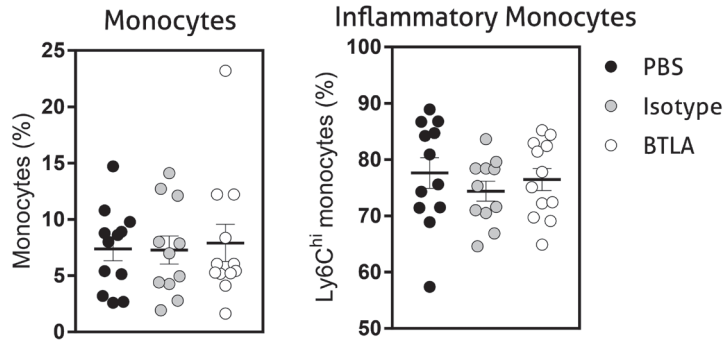 Monocytes
Monocytes (%)
25
20
15
10
5
0
Inflammatory Monocytes
Ly6Chi monocytes (%)
100
90
80
70
60
50
PBS
Isotype
BTLA